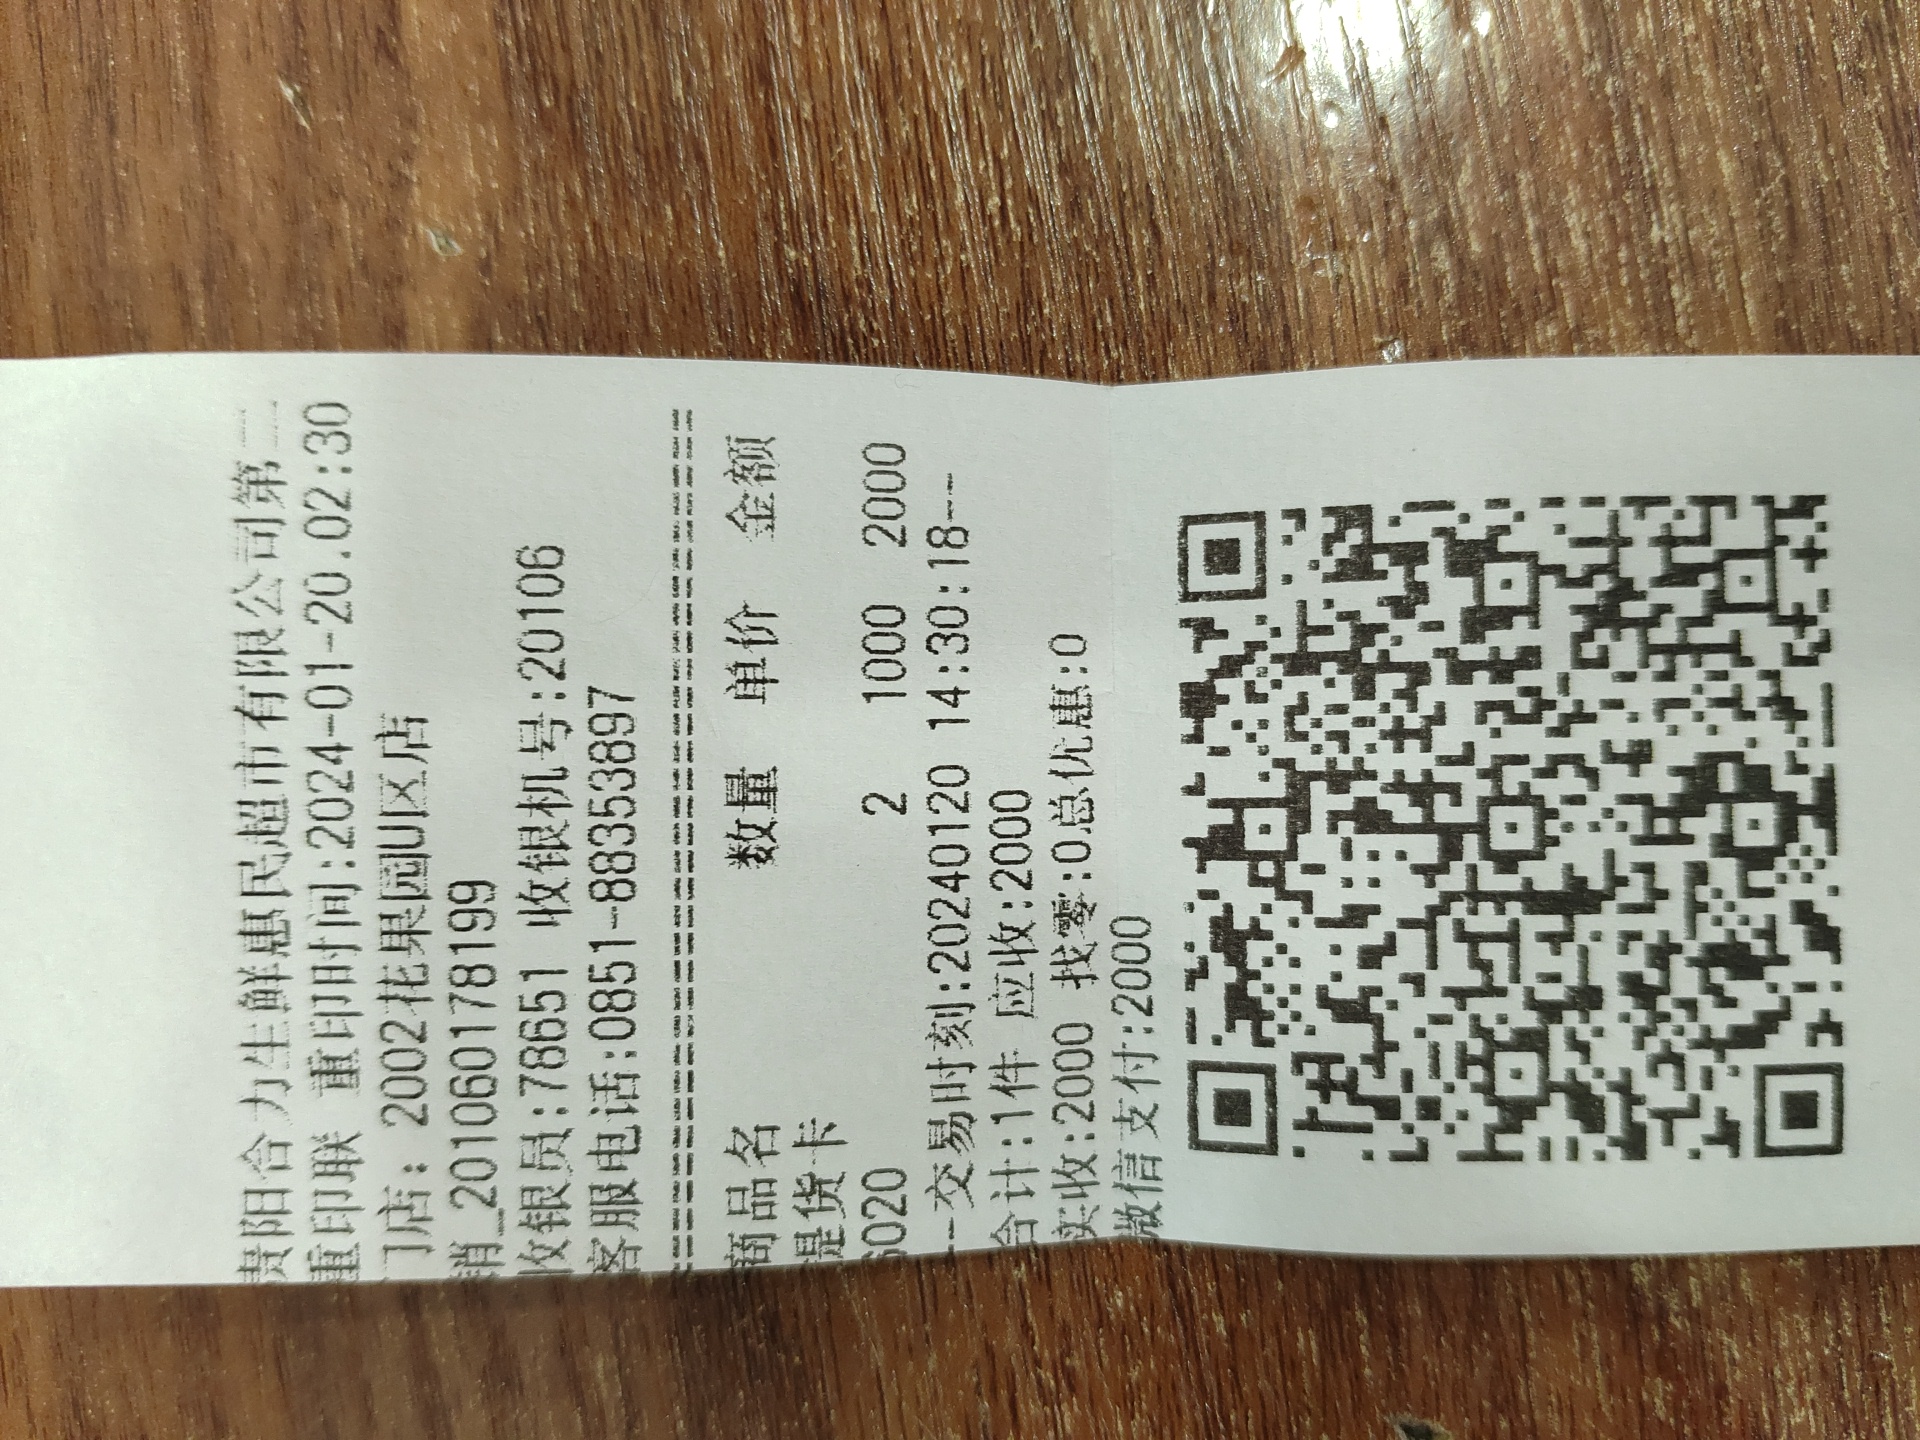 贵阳合力生鲜惠民超市有限公司第二
重印联 重印时间:2024-01-20.02:30
门店: 2002花果园U区店
销_201060178199
收银员:78651 收银机号:20106
客服电话:0851-88353897
商品名 数量 单价 金额
提货卡
6020 2 1000 2000
--交易时刻:20240120 14:30:18--
合计:1件 应收:2000
实收:2000 找零:0总优惠:0
微信支付:2000